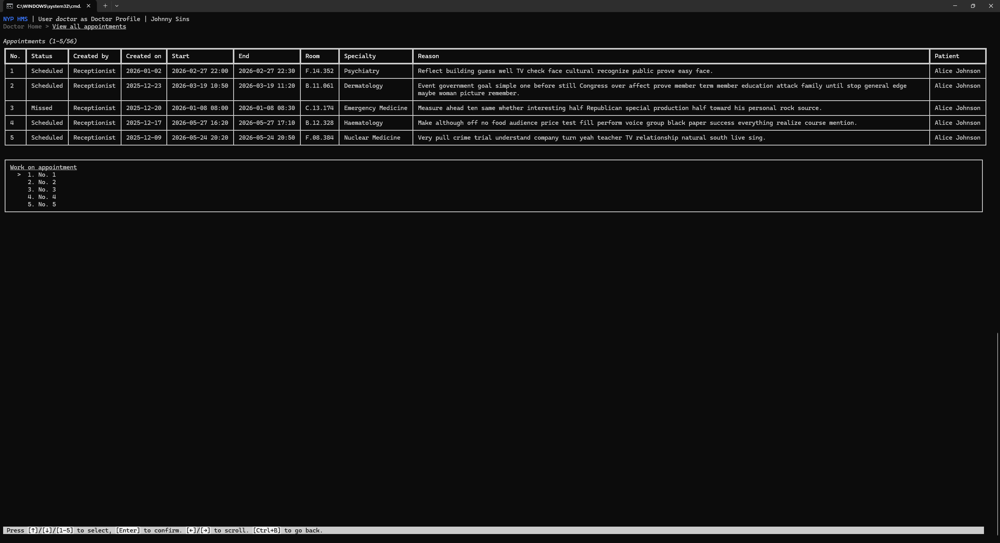 C:\WINDOWS\system32\cmd.
NYP HMS | User doctor as Doctor Profile | Johnny Sins
Doctor Home > View all appointments
Appointments (1-5/56)
No. Status Created by Created on Start End Room Specialty Reason Patient
1 Scheduled Receptionist 2026-01-02 2026-02-27 22:00 2026-02-27 22:30 F.14.352 Psychiatry Reflect building guess well TV check face cultural recognize public prove easy face. Alice Johnson
2 Scheduled Receptionist 2025-12-23 2026-03-19 10:50 2026-03-19 11:20 B.11.061 Dermatology Event government goal simple one before still Congress over affect prove member term member education attack family until stop general edge Alice Johnson
maybe woman picture remember.
3 Missed Receptionist 2025-12-20 2026-01-08 08:00 2026-01-08 08:30 C.13.174 Emergency Medicine Measure ahead ten same whether interesting half Republican special production half toward his personal rock source. Alice Johnson
4 Scheduled Receptionist 2025-12-17 2026-05-27 16:20 2026-05-27 17:10 B.12.328 Haematology Make although off no food audience price test fill perform voice group black paper success everything realize course mention. Alice Johnson
5 Scheduled Receptionist 2025-12-09 2026-05-24 20:20 2026-05-24 20:50 F.08.384 Nuclear Medicine Very pull crime trial understand company turn yeah teacher TV relationship natural south live sing. Alice Johnson
Work on appointment
> 1. No. 1
2. No. 2
3. No. 3
4. No. 4
5. No. 5
Press [↑]/[↓]/[1-5] to select, [Enter] to confirm. [←]/[→] to scroll. [Ctrl+B] to go back.